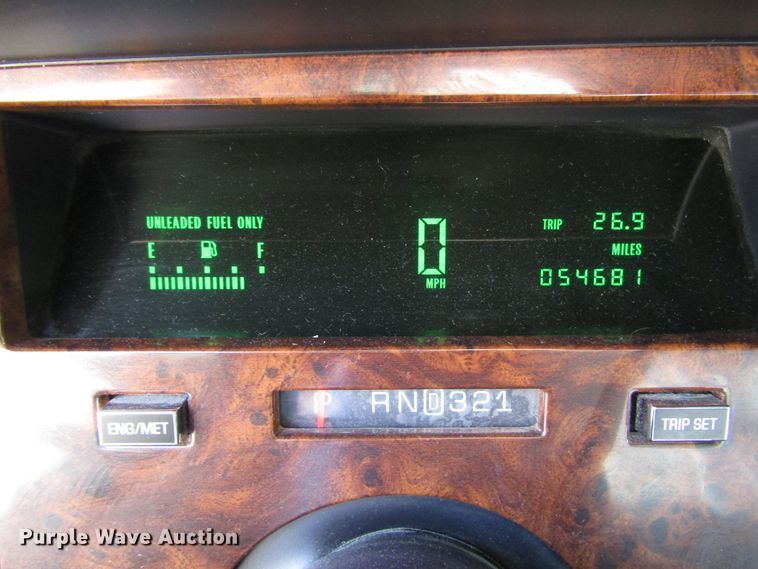 UNLEADED FUEL ONLY
E F
0
MPH
TRIP 26.9
MILES
054681
ENG/MET
P RND321
TRIP SET
Purple Wave Auction